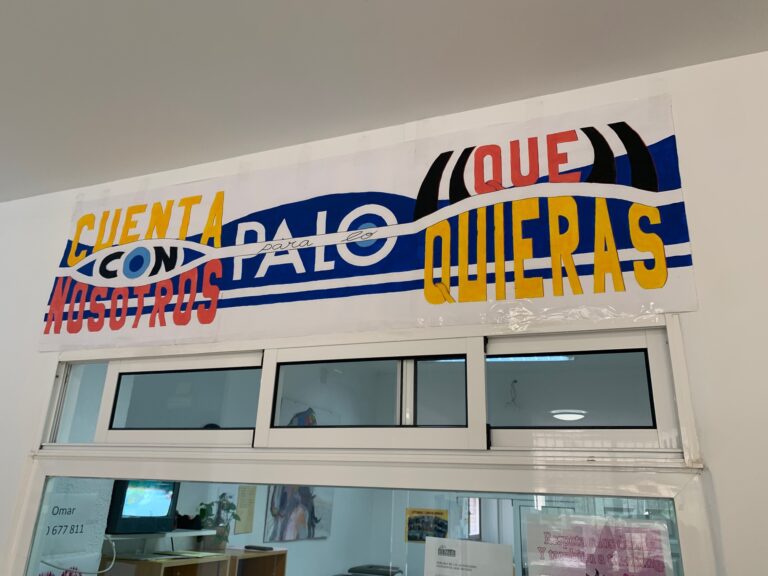 CUENTA
CON
NOSOTROS
PALO
para lo
QUE
QUIERAS
Omar
) 677 811